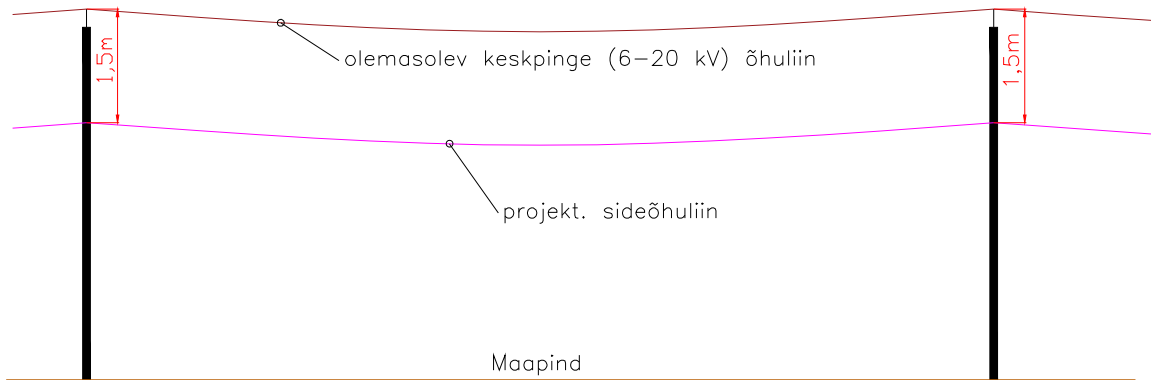 1,5m
1,5m
olemasolev keskpinge (6-20 kV) õhuliin
projekt. sideõhuliin
Maapind